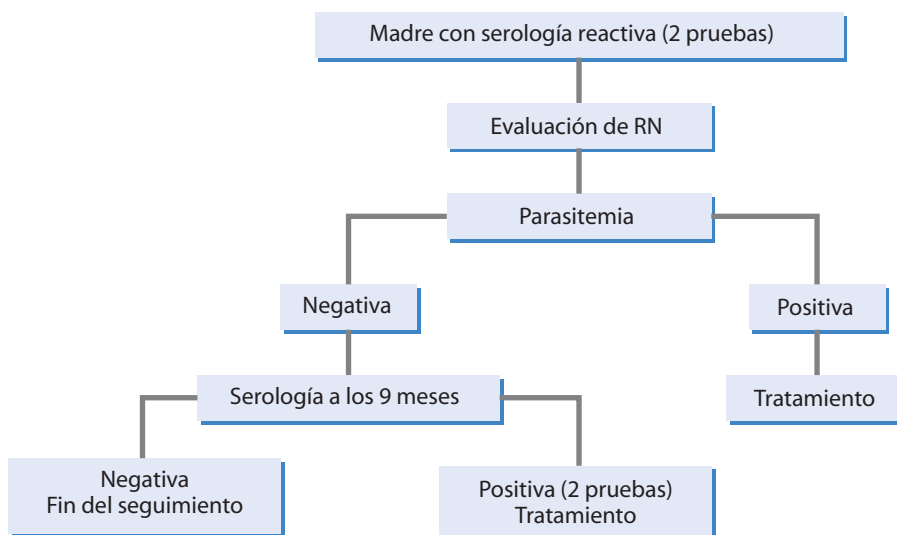 Madre con serología reactiva (2 pruebas)
Evaluación de RN
Parasitemia
Negativa
Positiva
Serología a los 9 meses
Tratamiento
Negativa
Fin del seguimiento
Positiva (2 pruebas)
Tratamiento